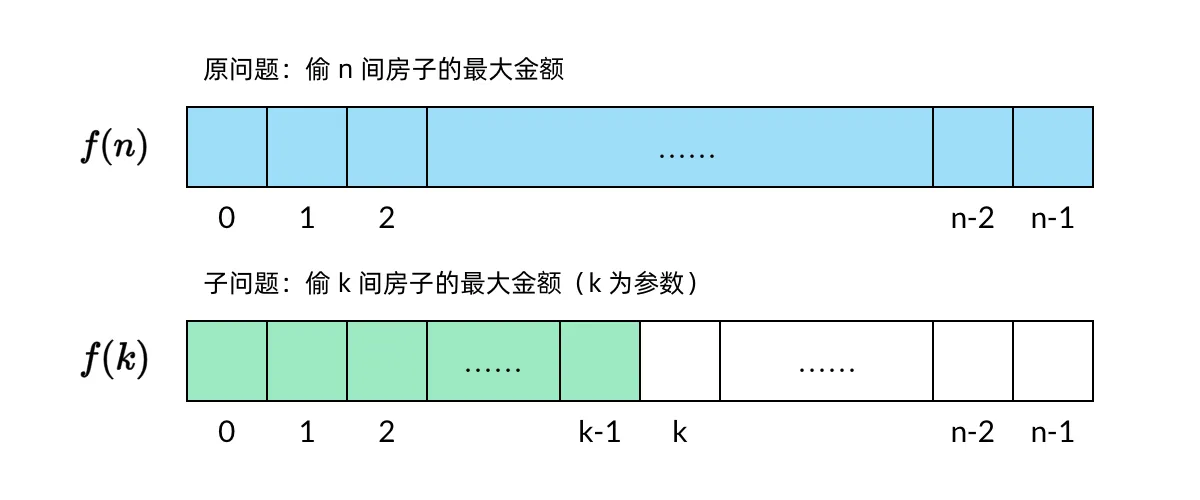 原问题：偷 n 间房子的最大金额
f(n)
……
0 1 2 n-2 n-1
子问题：偷 k 间房子的最大金额（k 为参数）
f(k)
…… ……
0 1 2 k-1 k n-2 n-1